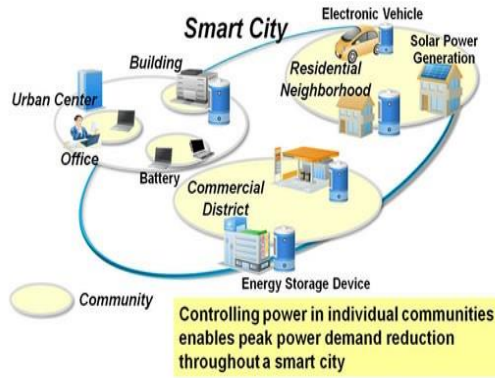 Smart City
Electronic Vehicle
Solar Power
Generation
Building
Residential
Neighborhood
Urban Center
Office
Battery
Commercial
District
Energy Storage Device
Community
Controlling power in individual communities
enables peak power demand reduction
throughout a smart city